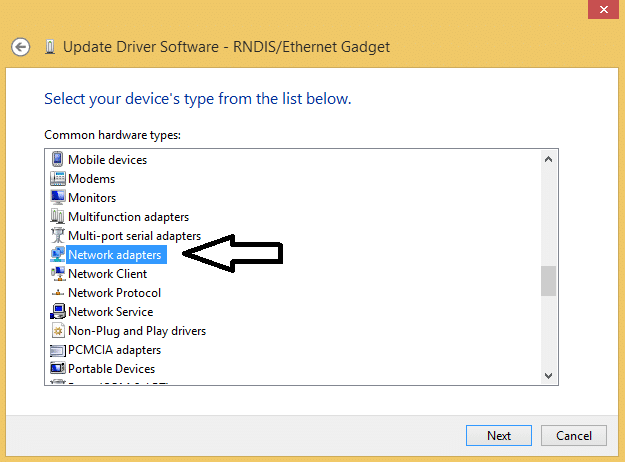 Update Driver Software - RNDIS/Ethernet Gadget
Select your device's type from the list below.
Common hardware types:
Mobile devices
Modems
Monitors
Multifunction adapters
Multi-port serial adapters
Network adapters
Network Client
Network Protocol
Network Service
Non-Plug and Play drivers
PCMCIA adapters
Portable Devices
Next
Cancel